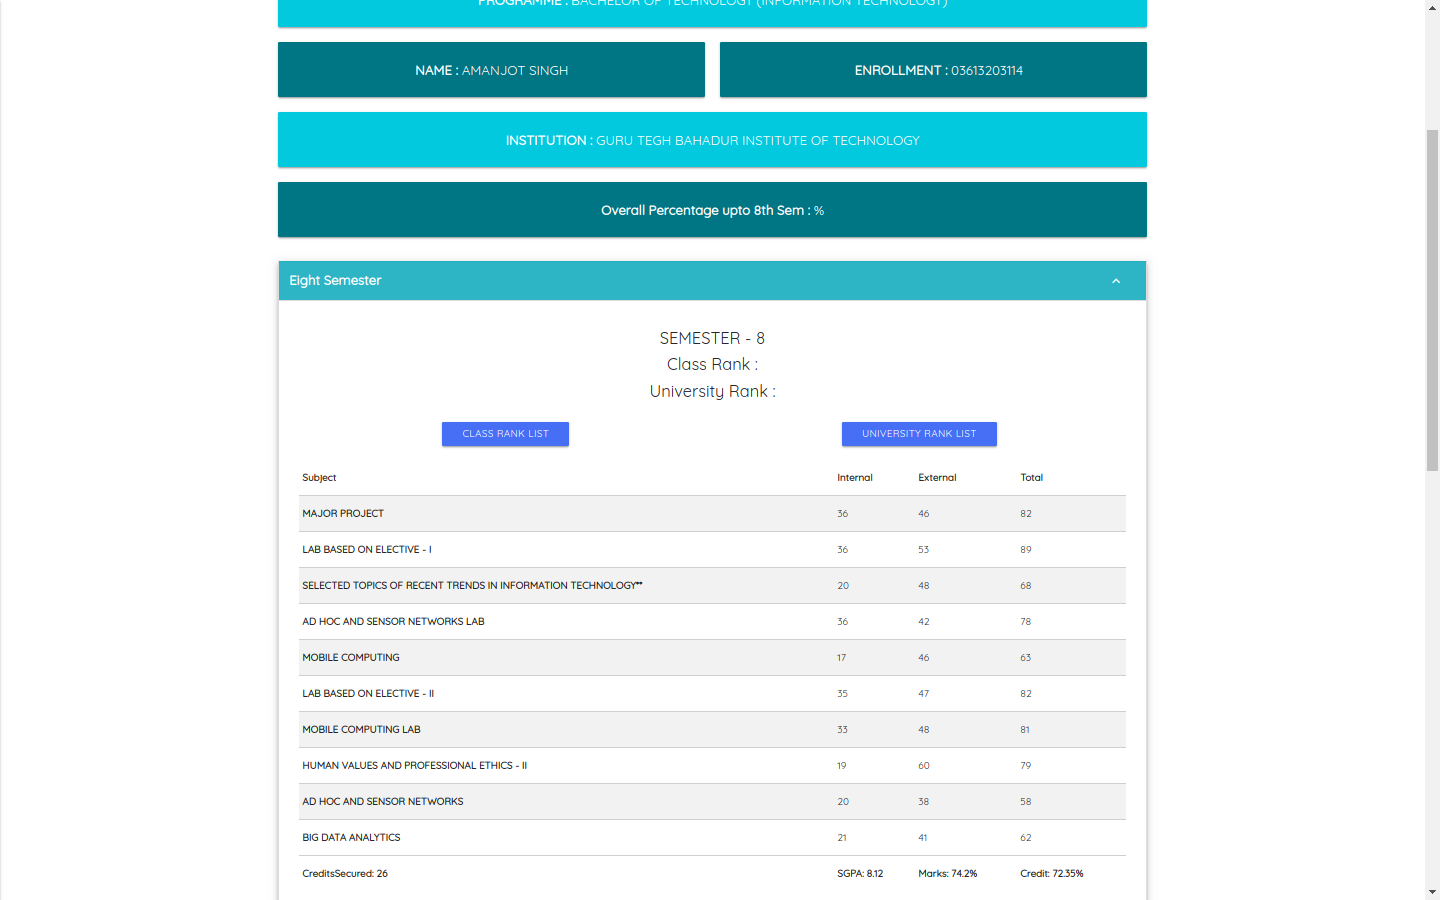 PROGRAMME : BACHELOR OF TECHNOLOGY (INFORMATION TECHNOLOGY)
NAME : AMANJOT SINGH
ENROLLMENT : 03613203114
INSTITUTION : GURU TEGH BAHADUR INSTITUTE OF TECHNOLOGY
Overall Percentage upto 8th Sem : %
Eight Semester
SEMESTER - 8
Class Rank :
University Rank :
CLASS RANK LIST UNIVERSITY RANK LIST
Subject Internal External Total
MAJOR PROJECT 36 46 82
LAB BASED ON ELECTIVE - I 36 53 89
SELECTED TOPICS OF RECENT TRENDS IN INFORMATION TECHNOLOGY** 20 48 68
AD HOC AND SENSOR NETWORKS LAB 36 42 78
MOBILE COMPUTING 17 46 63
LAB BASED ON ELECTIVE - II 35 47 82
MOBILE COMPUTING LAB 33 48 81
HUMAN VALUES AND PROFESSIONAL ETHICS - II 19 60 79
AD HOC AND SENSOR NETWORKS 20 38 58
BIG DATA ANALYTICS 21 41 62
CreditsSecured: 26 SGPA: 8.12 Marks: 74.2% Credit: 72.35%